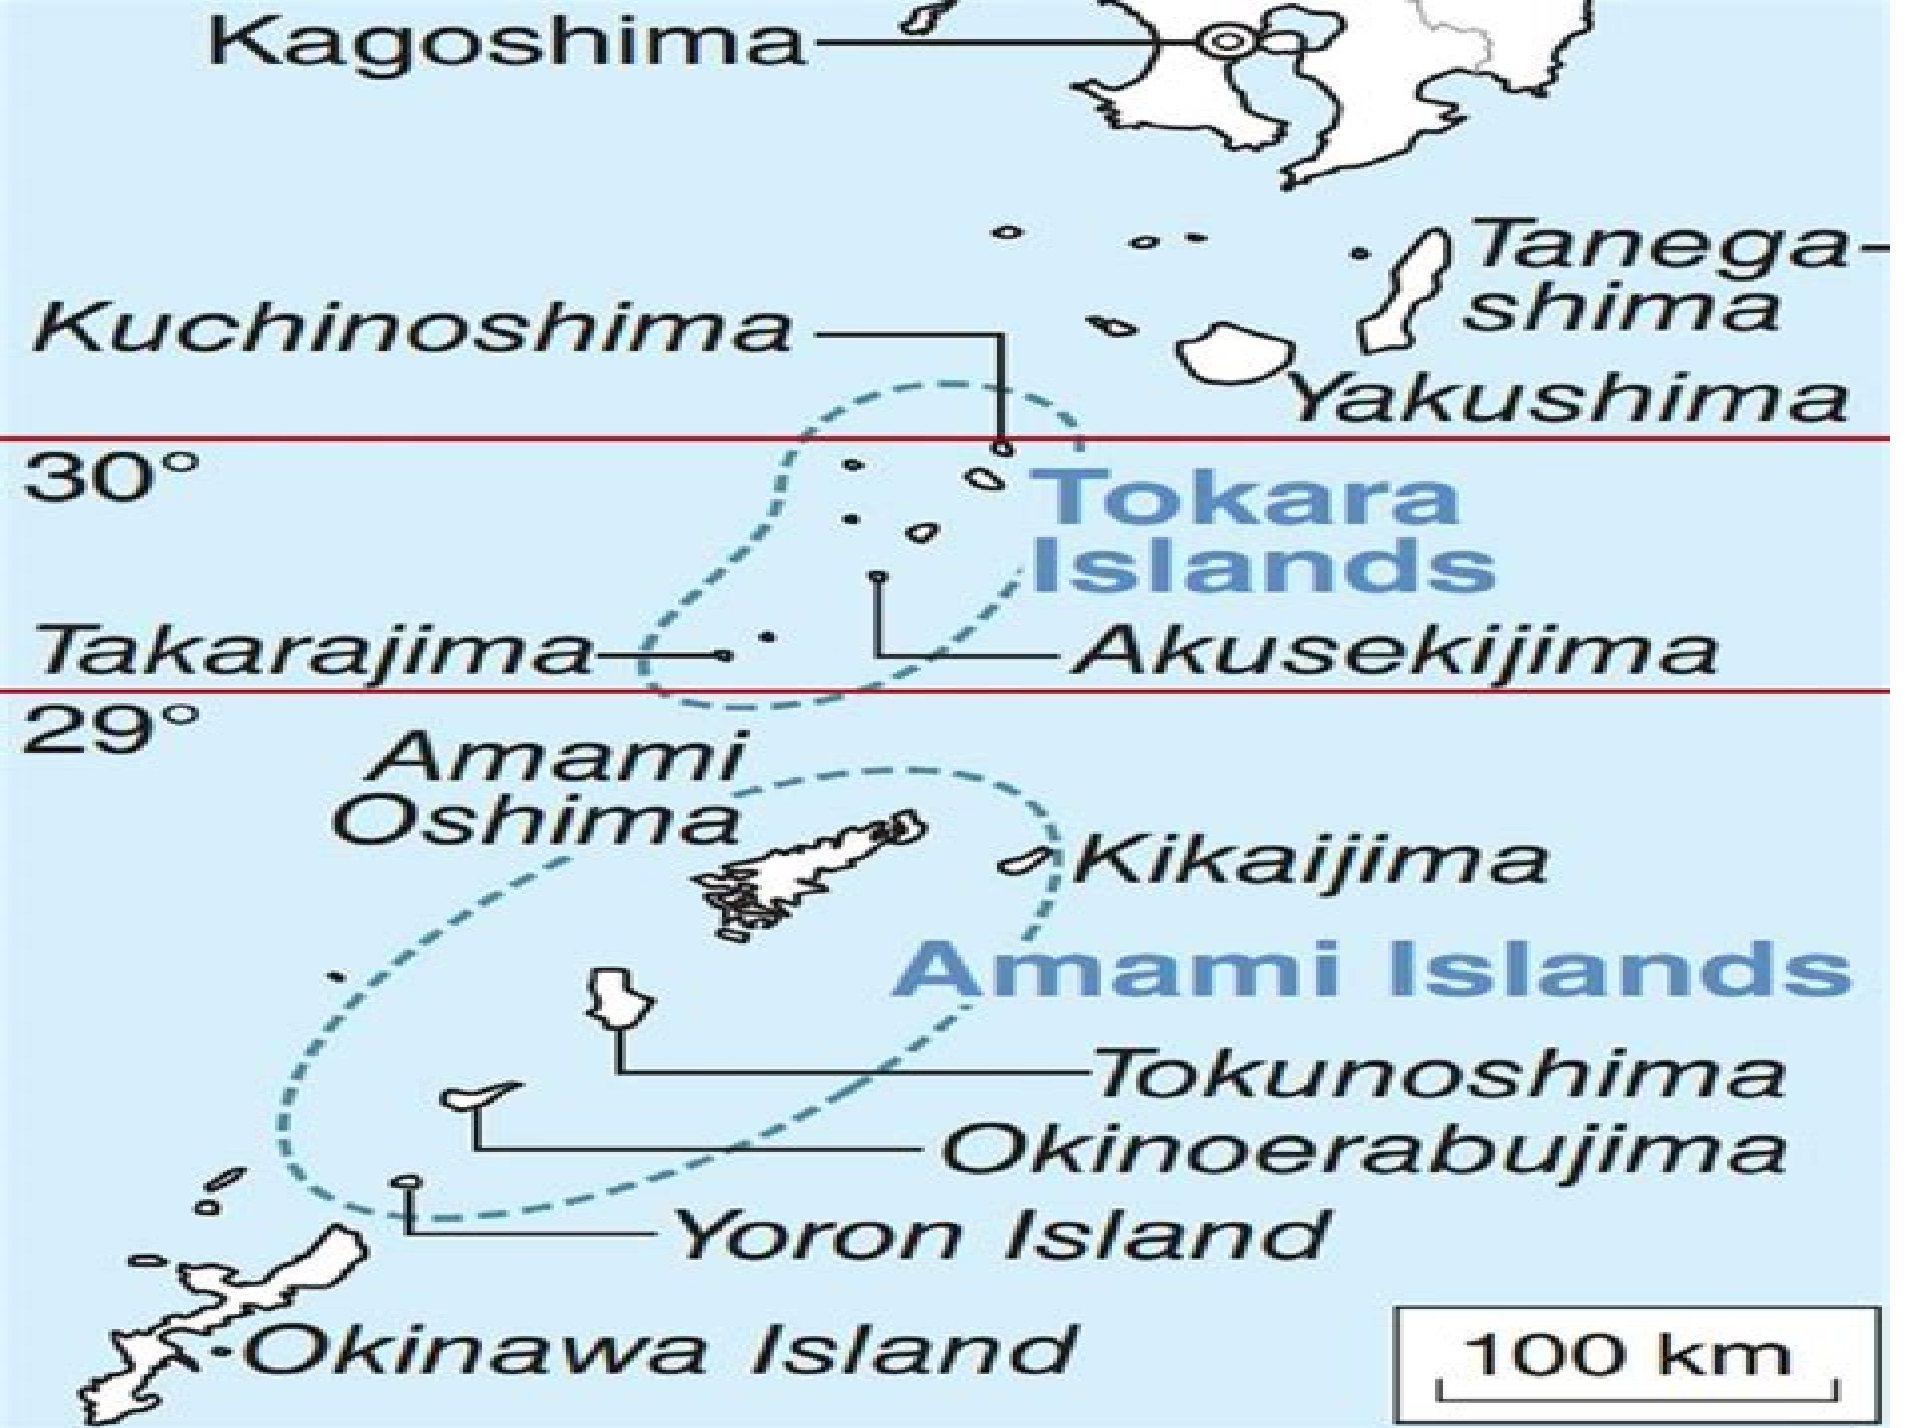 Kagoshima
Tanega-
shima
Kuchinoshima
Yakushima
30°
Tokara
Islands
Takarajima
Akusekijima
29°
Amami
Oshima
Kikaijima
Amami Islands
Tokunoshima
Okinoerabujima
Yoron Island
Okinawa Island
100 km